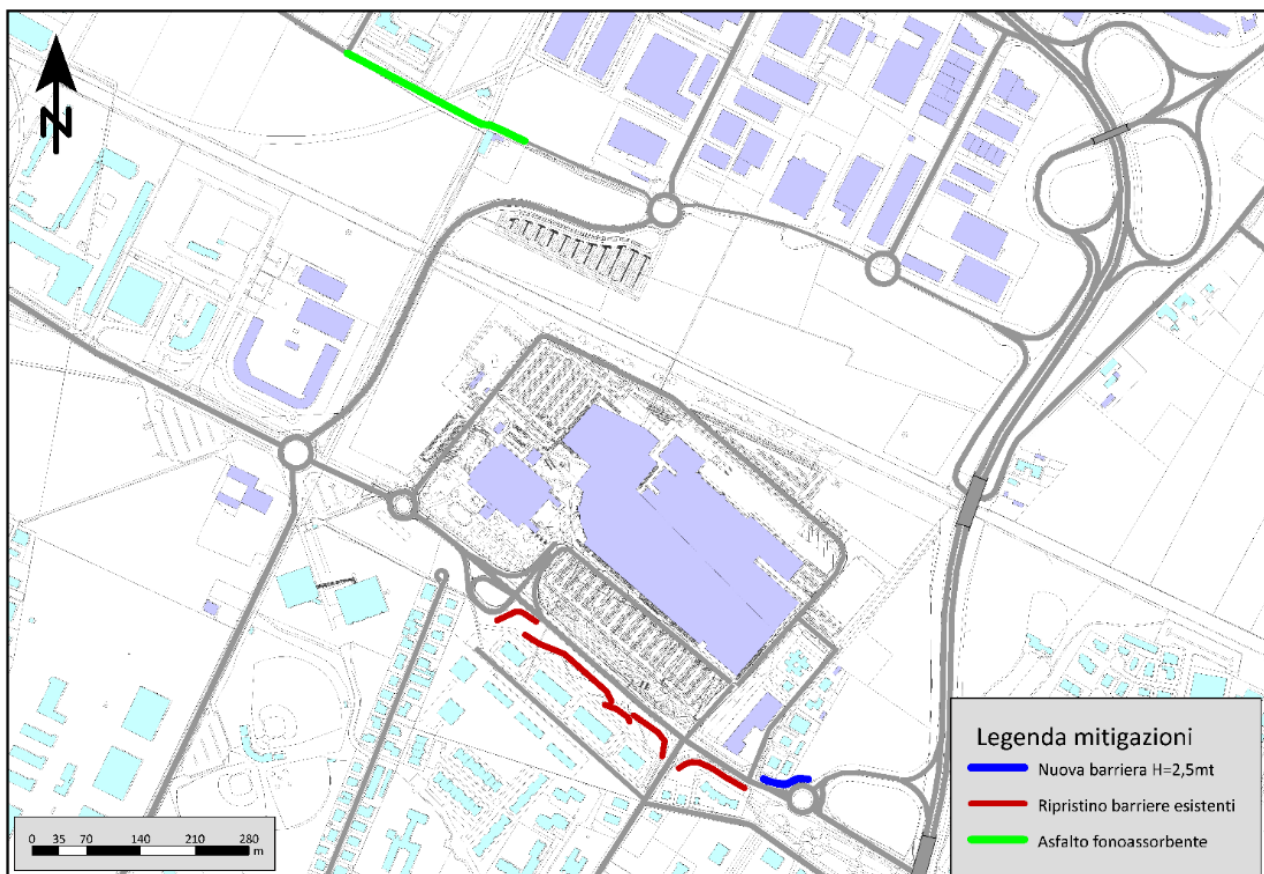 N
Legenda mitigazioni
Nuova barriera H=2,5mt
Ripristino barriere esistenti
Asfalto fonoassorbente
0 35 70 140 210 280
m